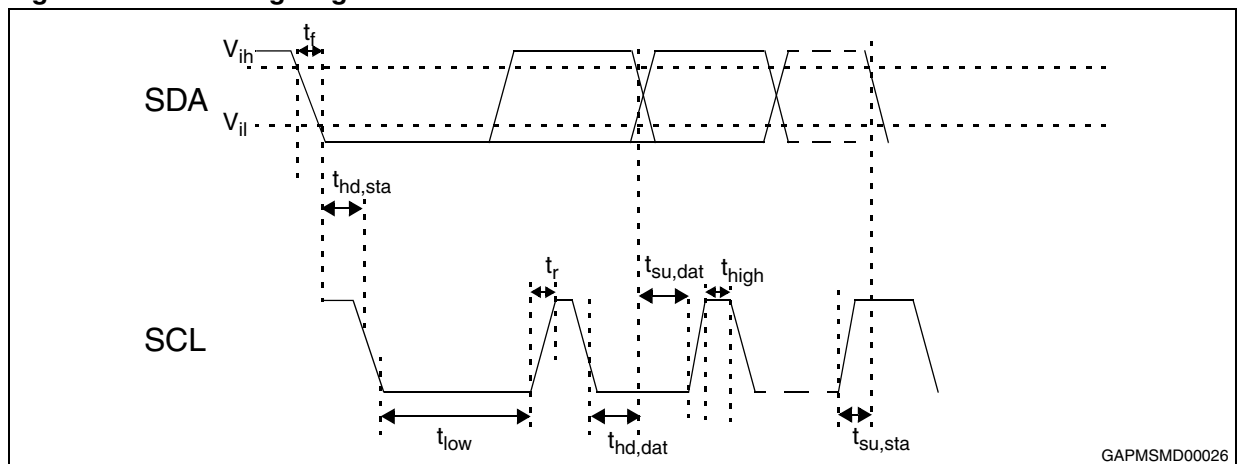 t_f
V_ih
SDA
V_il
t_hd,sta
t_r
t_su,dat
t_high
SCL
t_low
t_hd,dat
t_su,sta
GAPMSMD00026